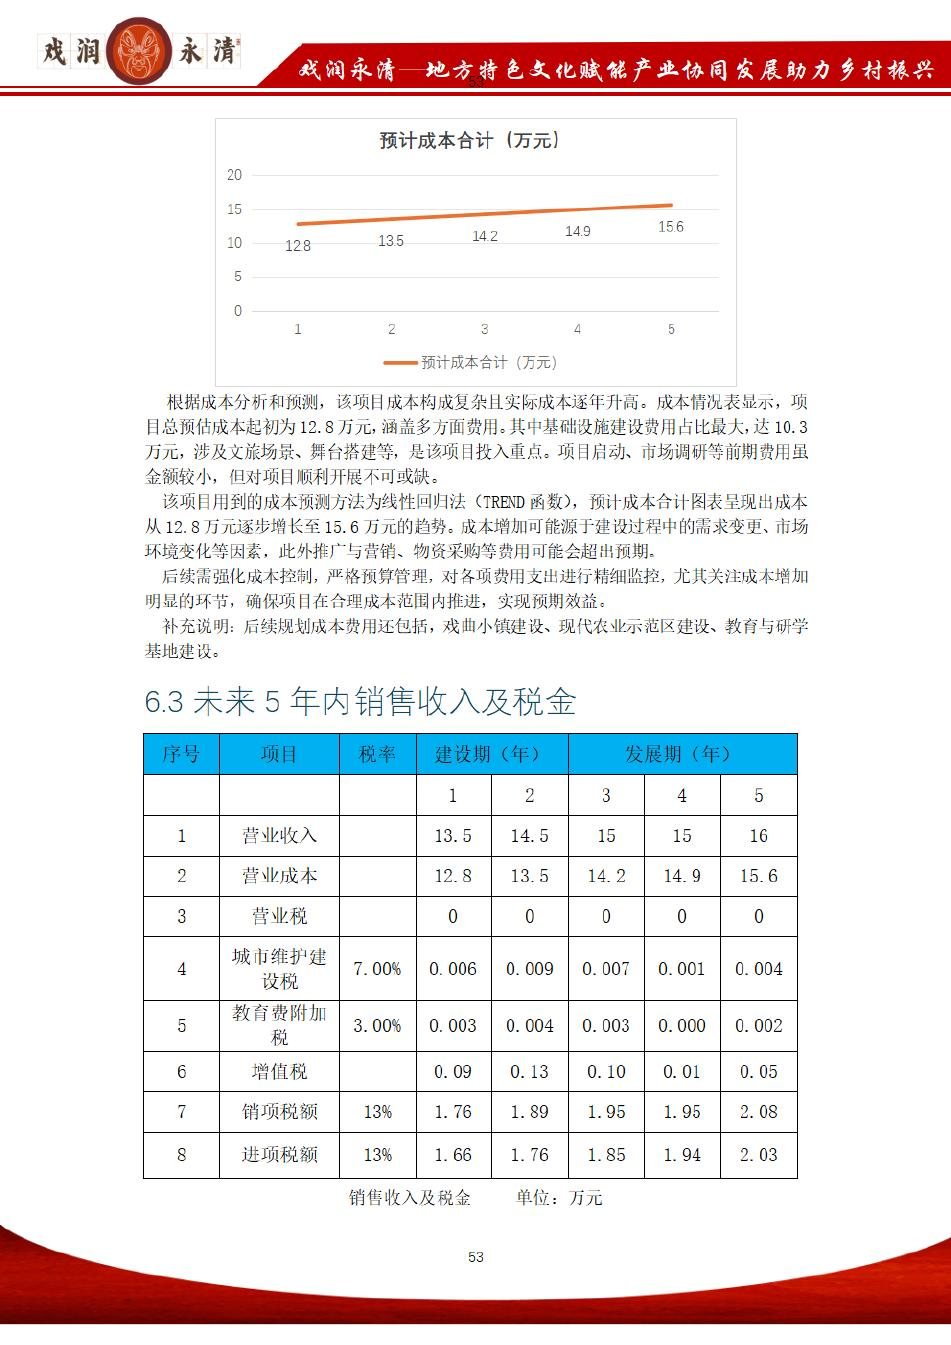 戏润永清
戏润永清—地方特色文化赋能产业协同发展助力乡村振兴
预计成本合计（万元）
20
15
10
5
0
12.8
13.5
14.2
14.9
15.6
1 2 3 4 5
预计成本合计（万元）
根据成本分析和预测，该项目成本构成复杂且实际成本逐年升高。成本情况表显示，项
目总预估成本起初为 12.8 万元，涵盖多方面费用。其中基础设施建设费用占比最大，达 10.3
万元，涉及文旅场景、舞台搭建等，是该项目投入重点。项目启动、市场调研等前期费用虽
金额较小，但对项目顺利开展不可或缺。
该项目用到的成本预测方法为线性回归法（TREND 函数），预计成本合计图表呈现出成本
从 12.8 万元逐步增长至 15.6 万元的趋势。成本增加可能源于建设过程中的需求变更、市场
环境变化等因素，此外推广与营销、物资采购等费用可能会超出预期。
后续需强化成本控制，严格预算管理，对各项费用支出进行精细监控，尤其关注成本增加
明显的环节，确保项目在合理成本范围内推进，实现预期效益。
补充说明：后续规划成本费用还包括，戏曲小镇建设、现代农业示范区建设、教育与研学
基地建设。
6.3 未来 5 年内销售收入及税金
序号 项目 税率 建设期（年） 发展期（年）
1 2 3 4 5
1 营业收入 13.5 14.5 15 15 16
2 营业成本 12.8 13.5 14.2 14.9 15.6
3 营业税 0 0 0 0 0
4 城市维护建设税 7.00% 0.006 0.009 0.007 0.001 0.004
5 教育费附加税 3.00% 0.003 0.004 0.003 0.000 0.002
6 增值税 0.09 0.13 0.10 0.01 0.05
7 销项税额 13% 1.76 1.89 1.95 1.95 2.08
8 进项税额 13% 1.66 1.76 1.85 1.94 2.03
销售收入及税金 单位：万元
53